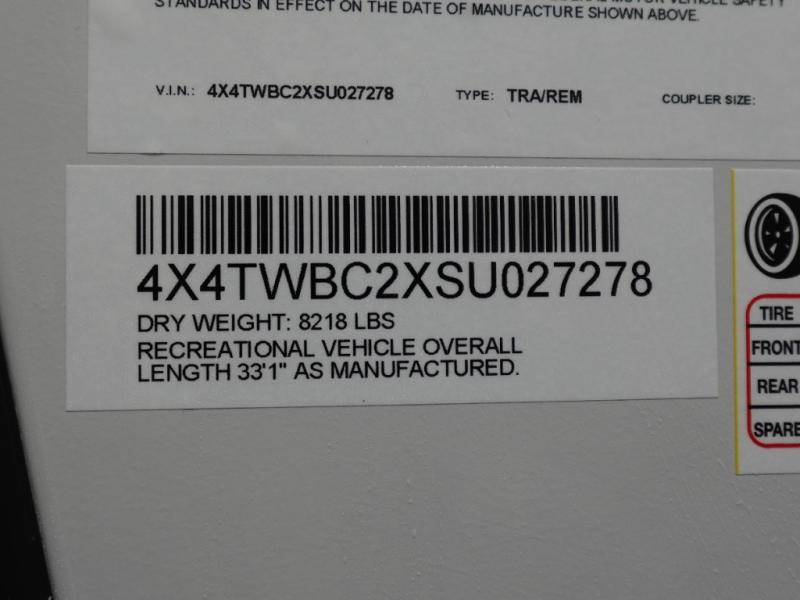 STANDARDS IN EFFECT ON THE DATE OF MANUFACTURE SHOWN ABOVE.
V.I.N.: 4X4TWBC2XSU027278 TYPE: TRA/REM COUPLER SIZE:
4X4TWBC2XSU027278
DRY WEIGHT: 8218 LBS
RECREATIONAL VEHICLE OVERALL
LENGTH 33'1" AS MANUFACTURED.
TIRE
FRONT
REAR
SPARE